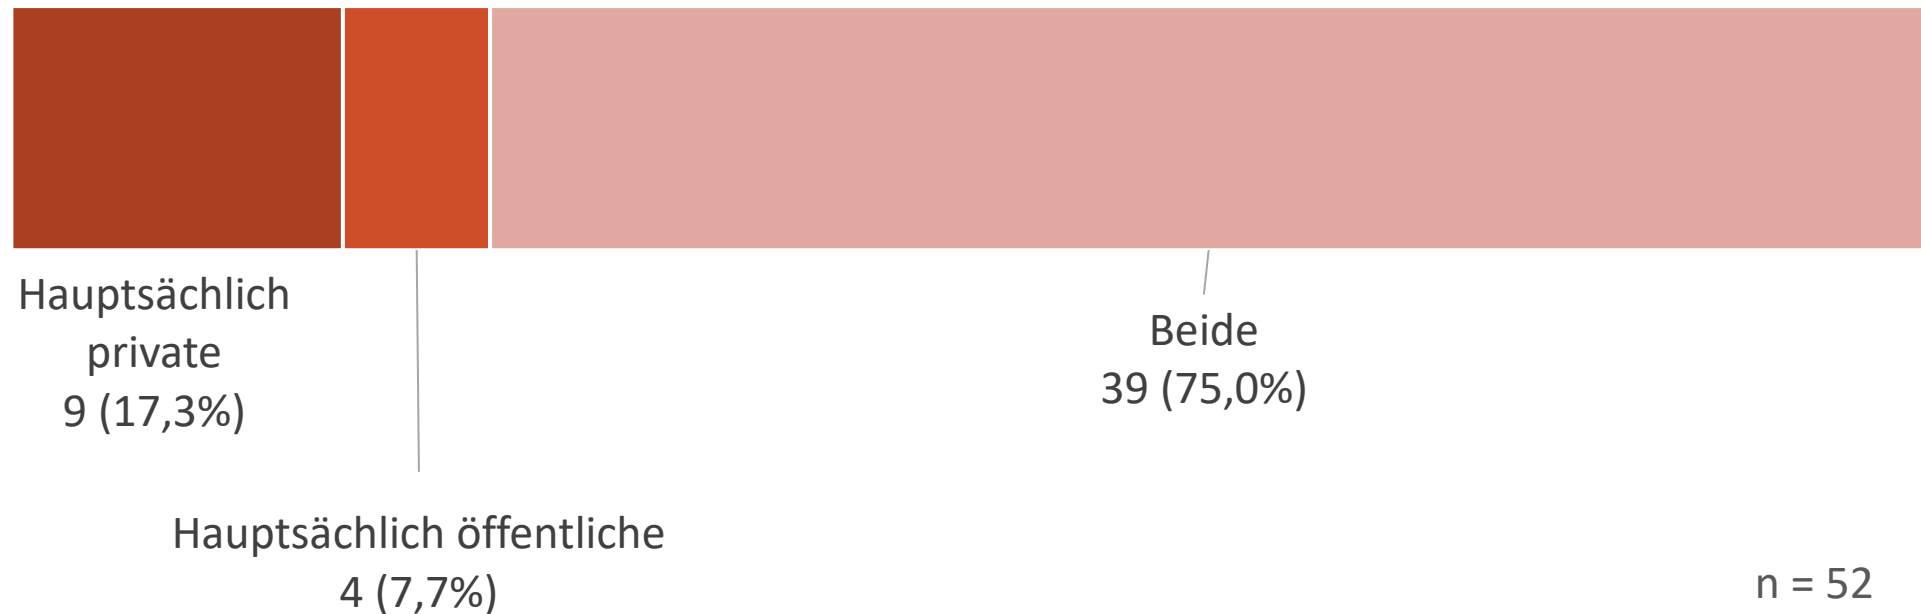 Hauptsächlich
private
9 (17,3%)
Beide
39 (75,0%)
Hauptsächlich öffentliche
4 (7,7%)
n = 52